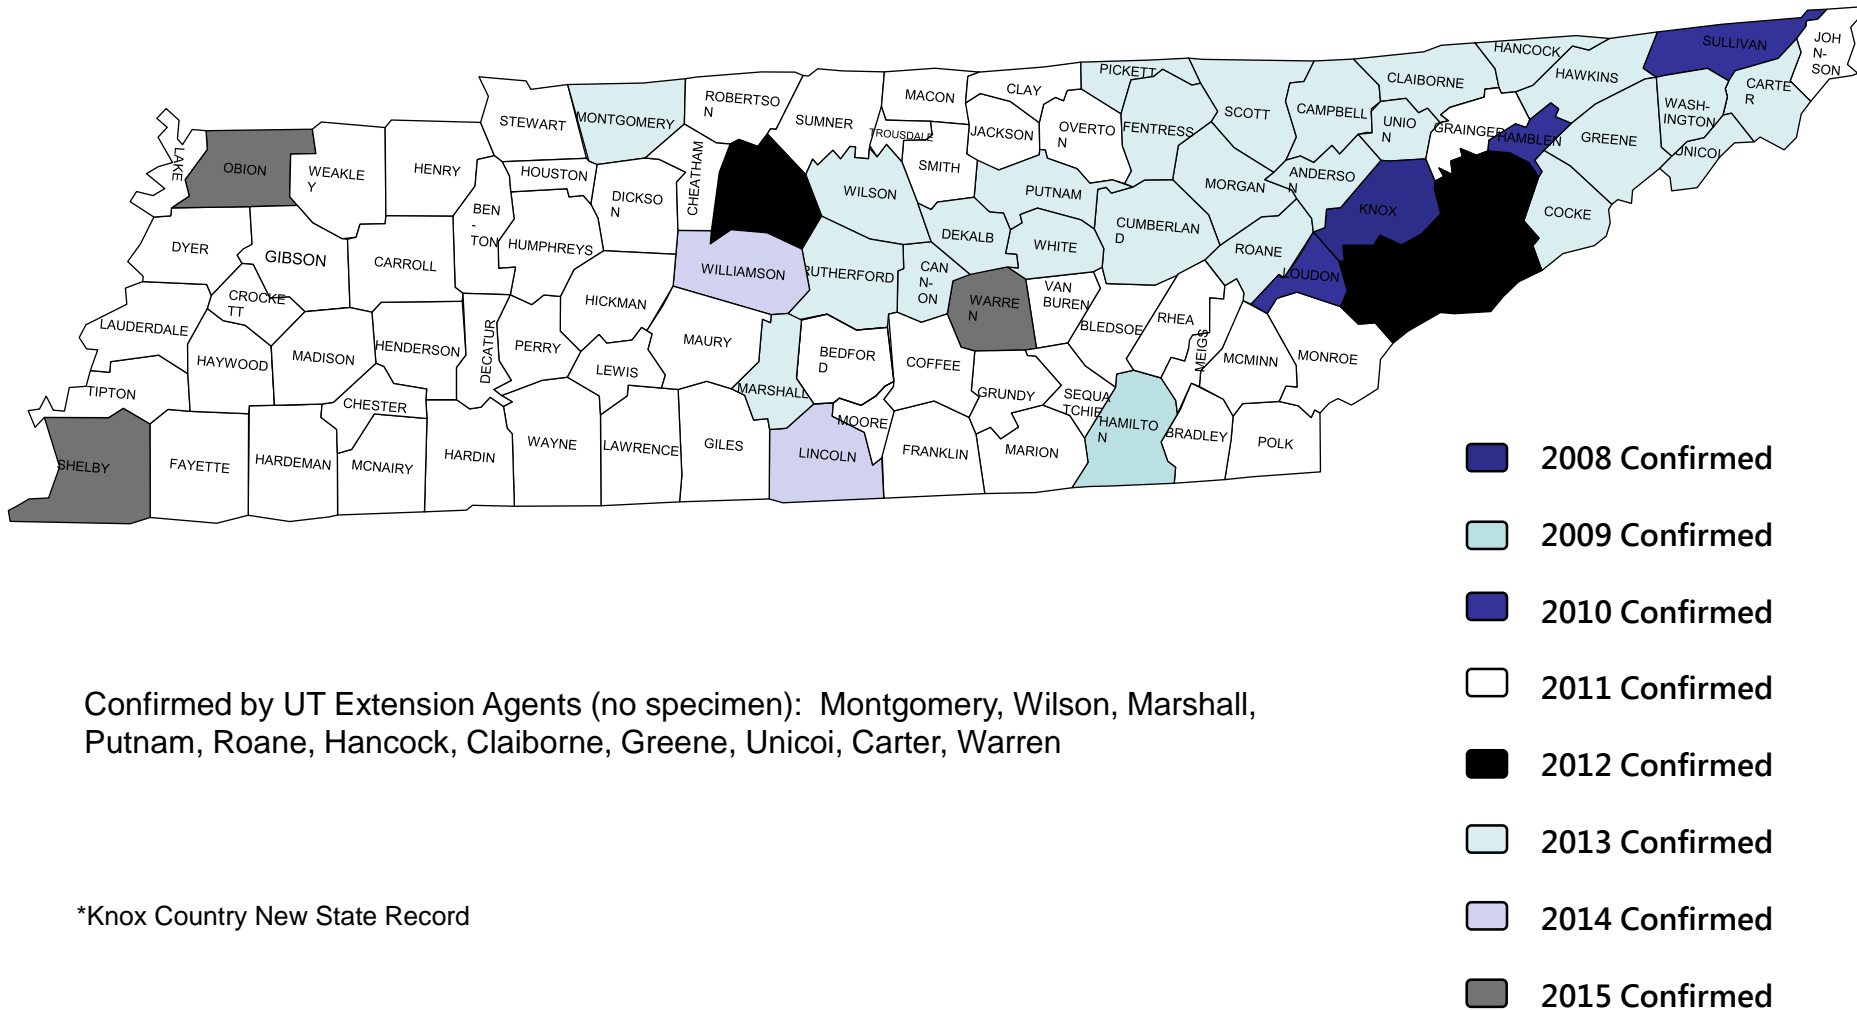 HANCOCK
SULLIVAN
JOH
N-
SON
PICKETT
CLAIBORNE
HAWKINS
CARTE
R
WASH-
INGTON
CLAY
MACON
ROBERTSO
N
SUMNER
TROUSDALE
JACKSON
OVERTO
N
FENTRESS
SCOTT
CAMPBELL
UNIO
N
GRAINGER
HAMBLEN
GREENE
UNICOI
STEWART
MONTGOMERY
CHEATHAM
SMITH
LAKE
OBION
WEAKLE
Y
HENRY
HOUSTON
DICKSO
N
WILSON
PUTNAM
MORGAN
ANDERSO
N
KNOX
COCKE
BEN
-
TON
HUMPHREYS
DEKALB
WHITE
CUMBERLAN
D
ROANE
LOUDON
DYER
GIBSON
CARROLL
WILLIAMSON
RUTHERFORD
CAN
N-
ON
WARRE
N
VAN
BUREN
BLEDSOE
RHEA
MEIGS
MCMINN
MONROE
CROCKE
TT
HICKMAN
LAUDERDALE
HAYWOOD
MADISON
HENDERSON
DECATUR
PERRY
LEWIS
MAURY
MARSHALL
BEDFOR
D
COFFEE
GRUNDY
SEQUA
TCHIE
HAMILTO
N
BRADLEY
POLK
TIPTON
CHESTER
MOORE
SHELBY
FAYETTE
HARDEMAN
MCNAIRY
HARDIN
WAYNE
LAWRENCE
GILES
LINCOLN
FRANKLIN
MARION
2008 Confirmed
2009 Confirmed
2010 Confirmed
2011 Confirmed
2012 Confirmed
2013 Confirmed
2014 Confirmed
2015 Confirmed
Confirmed by UT Extension Agents (no specimen):  Montgomery, Wilson, Marshall,
Putnam, Roane, Hancock, Claiborne, Greene, Unicoi, Carter, Warren
*Knox Country New State Record